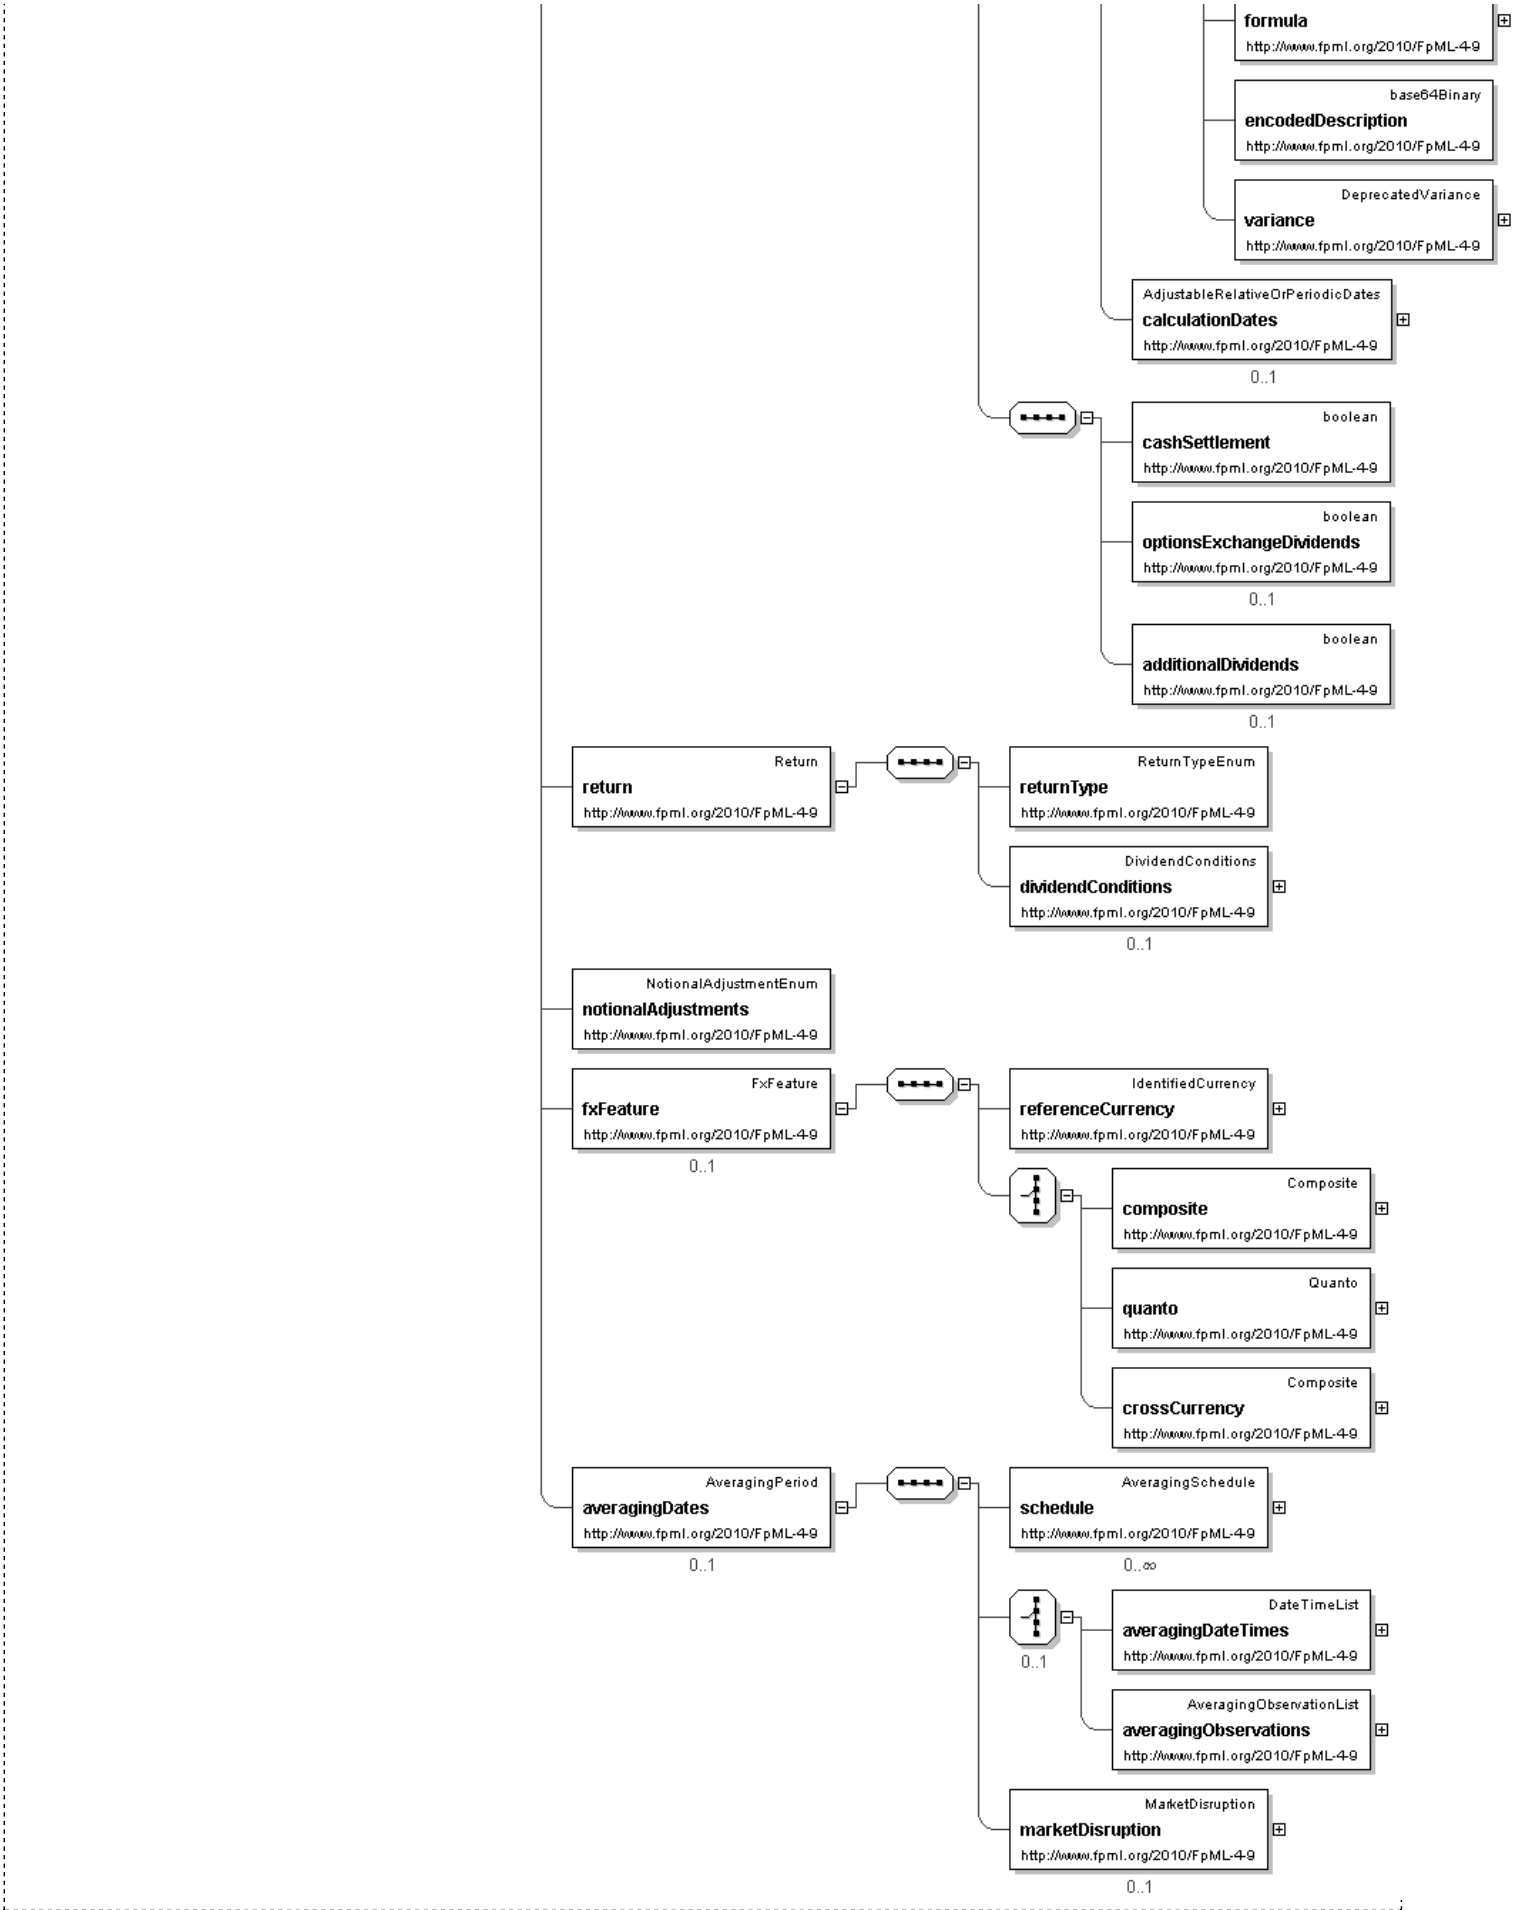 formula
http://www.fpml.org/2010/FpML-4-9
base64Binary
encodedDescription
http://www.fpml.org/2010/FpML-4-9
DeprecatedVariance
variance
http://www.fpml.org/2010/FpML-4-9
AdjustableRelativeOrPeriodicDates
calculationDates
http://www.fpml.org/2010/FpML-4-9
0..1
boolean
cashSettlement
http://www.fpml.org/2010/FpML-4-9
boolean
optionsExchangeDividends
http://www.fpml.org/2010/FpML-4-9
0..1
boolean
additionalDividends
http://www.fpml.org/2010/FpML-4-9
0..1
Return
return
http://www.fpml.org/2010/FpML-4-9
ReturnTypeEnum
returnType
http://www.fpml.org/2010/FpML-4-9
DividendConditions
dividendConditions
http://www.fpml.org/2010/FpML-4-9
0..1
NotionalAdjustmentEnum
notionalAdjustments
http://www.fpml.org/2010/FpML-4-9
FxFeature
fxFeature
http://www.fpml.org/2010/FpML-4-9
0..1
IdentifiedCurrency
referenceCurrency
http://www.fpml.org/2010/FpML-4-9
Composite
composite
http://www.fpml.org/2010/FpML-4-9
Quanto
quanto
http://www.fpml.org/2010/FpML-4-9
Composite
crossCurrency
http://www.fpml.org/2010/FpML-4-9
AveragingPeriod
averagingDates
http://www.fpml.org/2010/FpML-4-9
0..1
AveragingSchedule
schedule
http://www.fpml.org/2010/FpML-4-9
0..∞
0..1
DateTimeList
averagingDateTimes
http://www.fpml.org/2010/FpML-4-9
AveragingObservationList
averagingObservations
http://www.fpml.org/2010/FpML-4-9
MarketDisruption
marketDisruption
http://www.fpml.org/2010/FpML-4-9
0..1